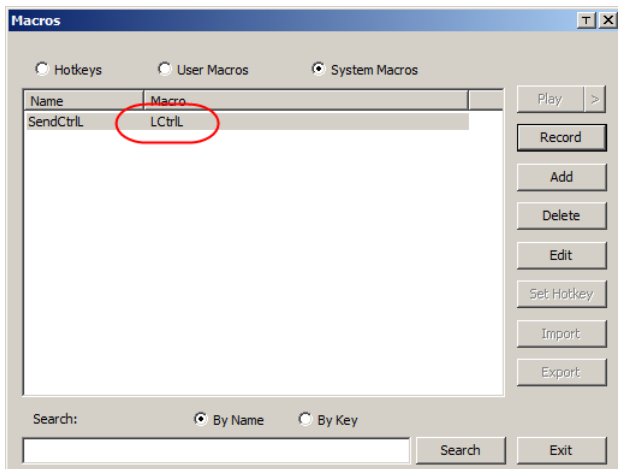 Macros
T X
Hotkeys User Macros System Macros
Name Macro
SendCtrlL LCtrlL
Play >
Record
Add
Delete
Edit
Set Hotkey
Import
Export
Search: By Name By Key
Search Exit